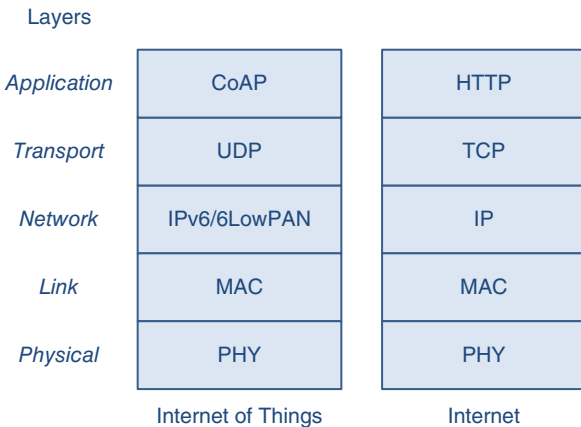 Layers
Application CoAP HTTP
Transport UDP TCP
Network IPv6/6LowPAN IP
Link MAC MAC
Physical PHY PHY
Internet of Things Internet